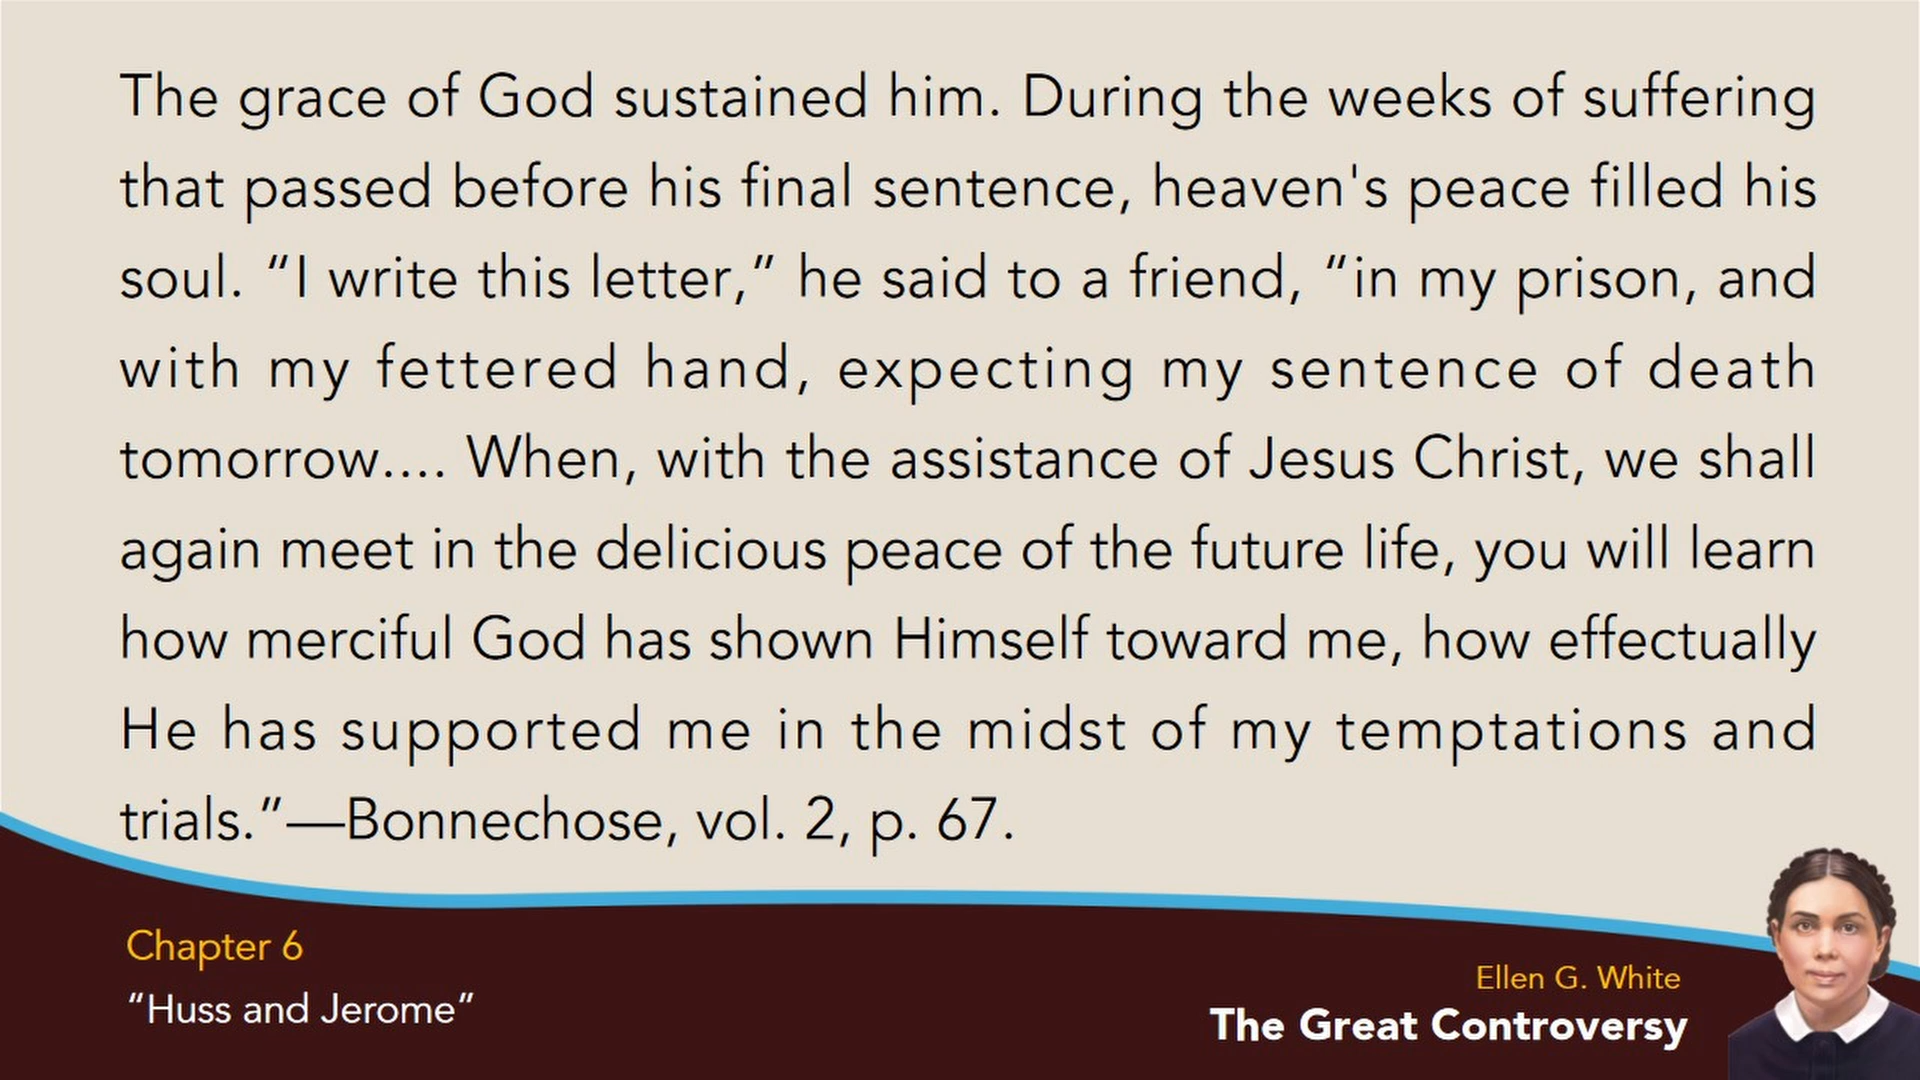 The grace of God sustained him. During the weeks of suffering
that passed before his final sentence, heaven's peace filled his
soul. “I write this letter,” he said to a friend, “in my prison, and
with my fettered hand, expecting my sentence of death
tomorrow.... When, with the assistance of Jesus Christ, we shall
again meet in the delicious peace of the future life, you will learn
how merciful God has shown Himself toward me, how effectually
He has supported me in the midst of my temptations and
trials.”—Bonnechose, vol. 2, p. 67.
Chapter 6
“Huss and Jerome”
Ellen G. White
The Great Controversy